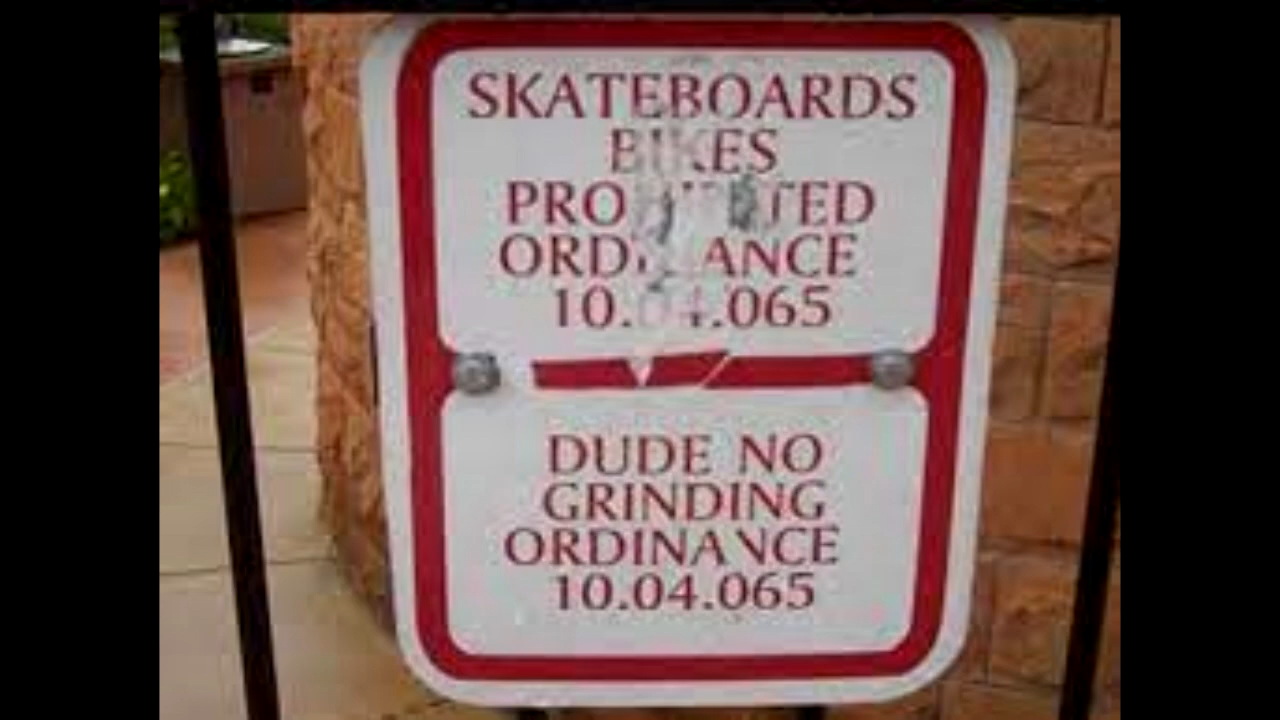 SKATEBOARDS
BIKES
PROHIBITED
ORDINANCE
10.04.065
DUDE NO
GRINDING
ORDINANCE
10.04.065